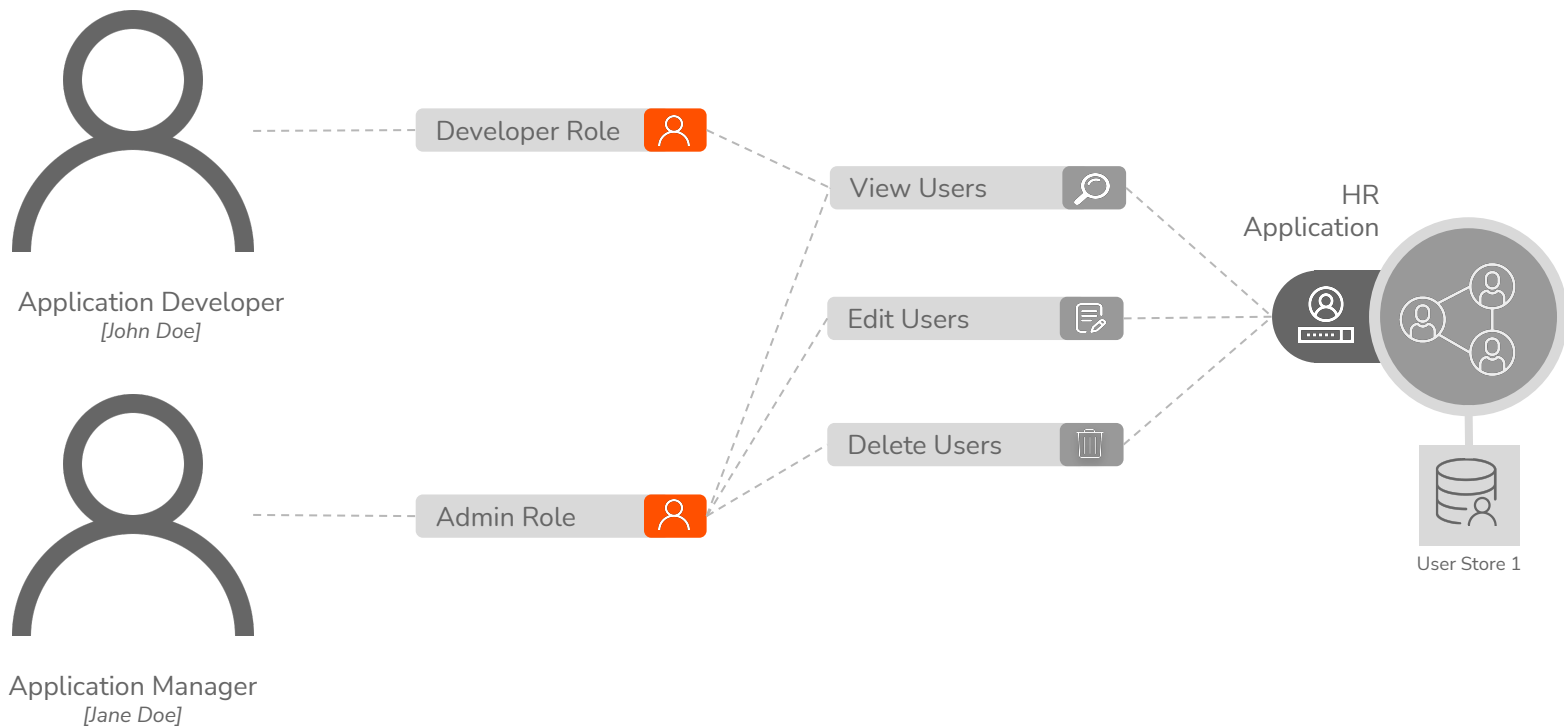 Developer Role
View Users
HR
Application
Application Developer
[John Doe]
Edit Users
Delete Users
Admin Role
User Store 1
Application Manager
[Jane Doe]